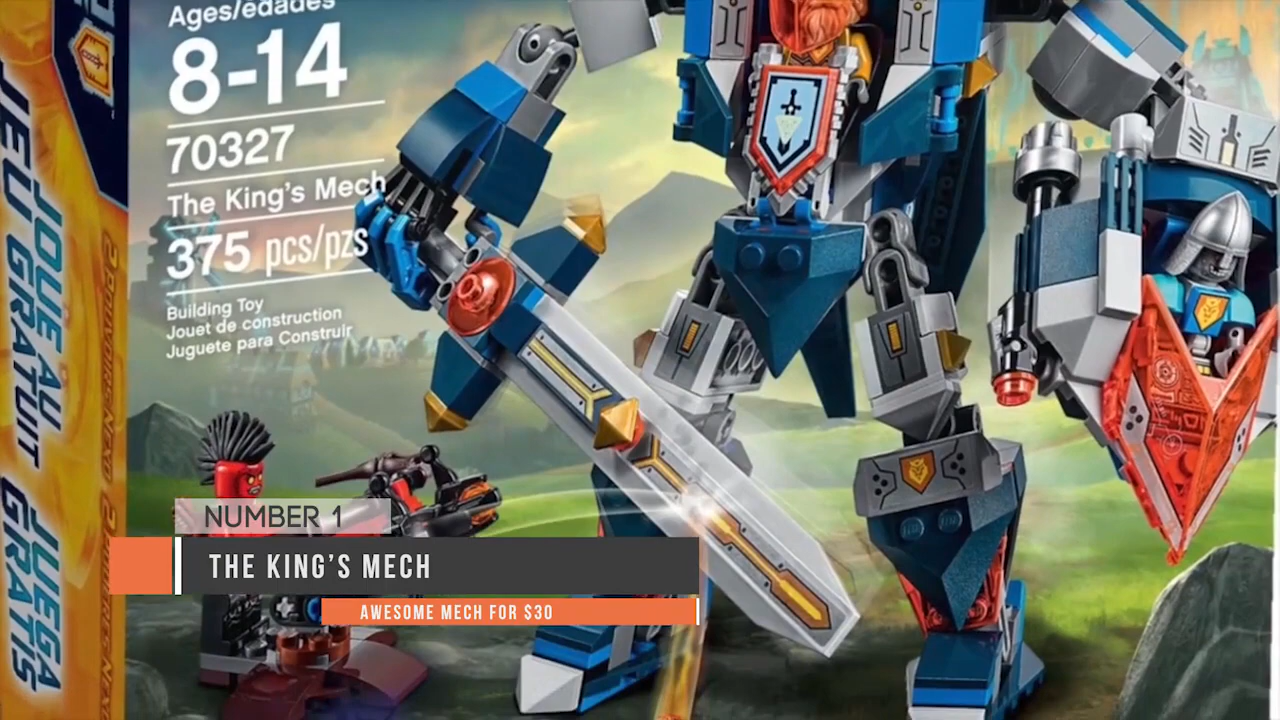 Ages/edades
8-14
70327
The King's Mech
375 pcs/pzs
Building Toy
Jouet de construction
Juguete para Construir
JOUE AU
JEU GRATUIT
JUEGA
GRATIS
NUMBER 1
THE KING'S MECH
AWESOME MECH FOR $30